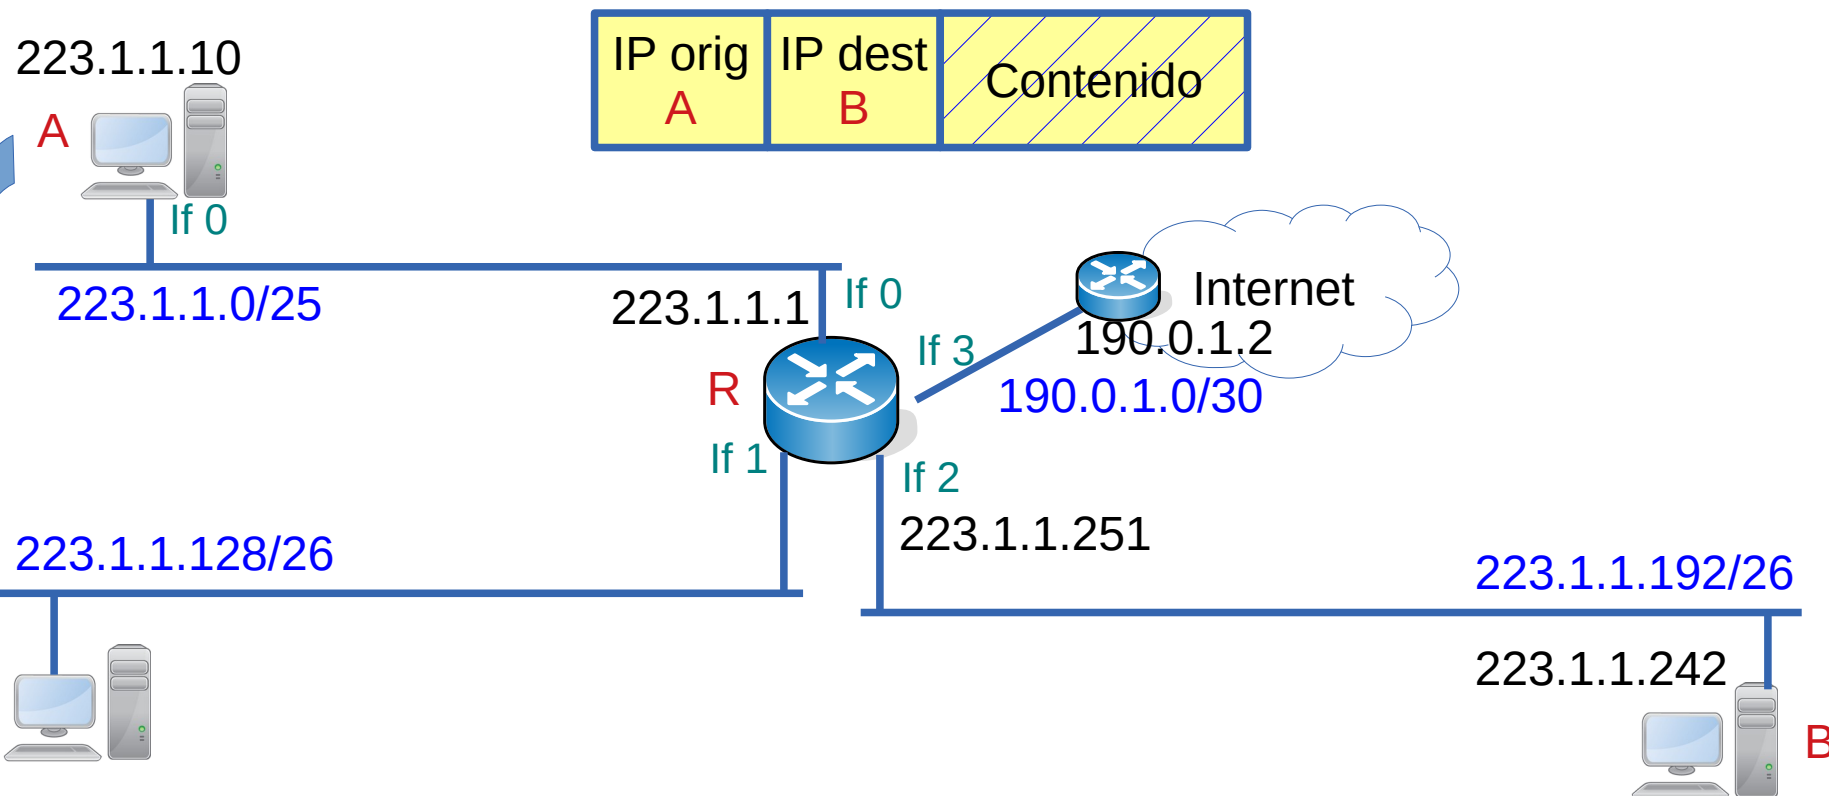 223.1.1.10
IP orig
A
IP dest
B
Contenido
A
If 0
223.1.1.0/25
223.1.1.1
If 0
Internet
190.0.1.2
If 3
190.0.1.0/30
R
If 1
If 2
223.1.1.251
223.1.1.128/26
223.1.1.192/26
223.1.1.242
B